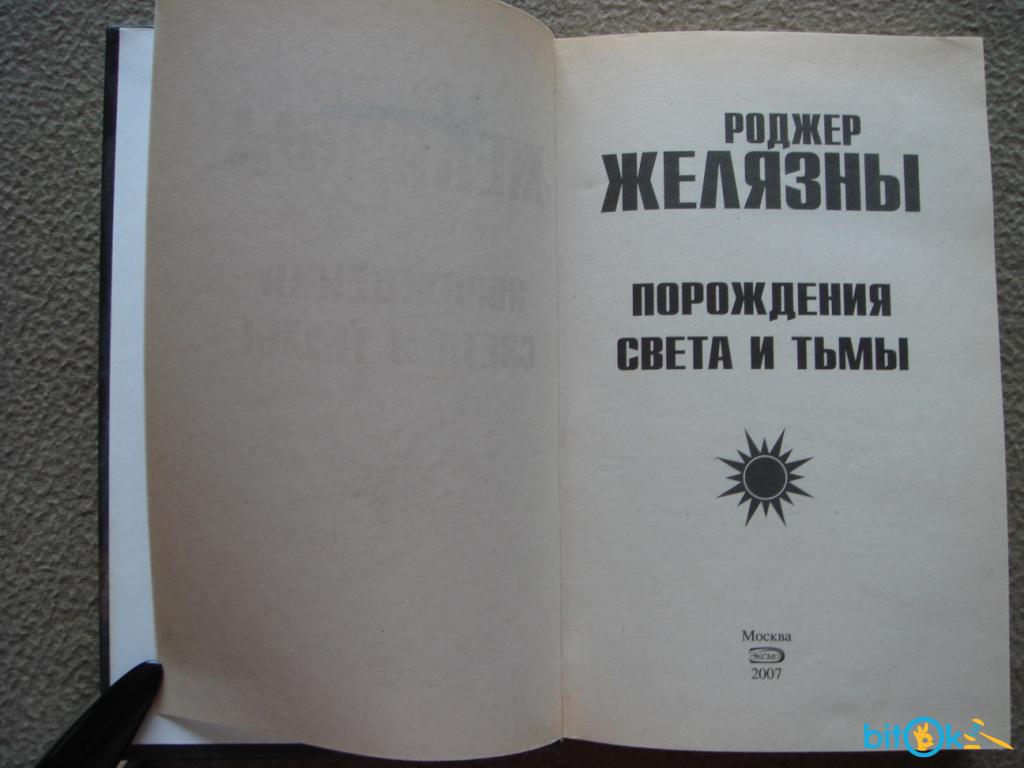 РОДЖЕР
ЖЕЛЯЗНЫ
ПОРОЖДЕНИЯ
СВЕТА И ТЬМЫ
Москва
ЭКСМО
2007
bitOk